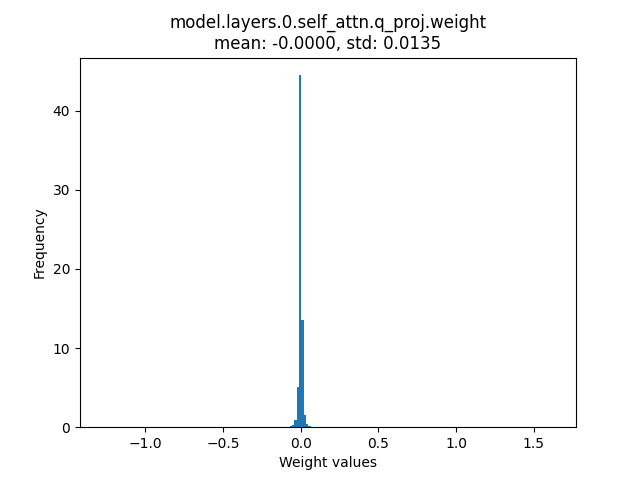 model.layers.0.self_attn.q_proj.weight
mean: -0.0000, std: 0.0135
40
30
20
10
0
Frequency
−1.0 −0.5 0.0 0.5 1.0 1.5
Weight values